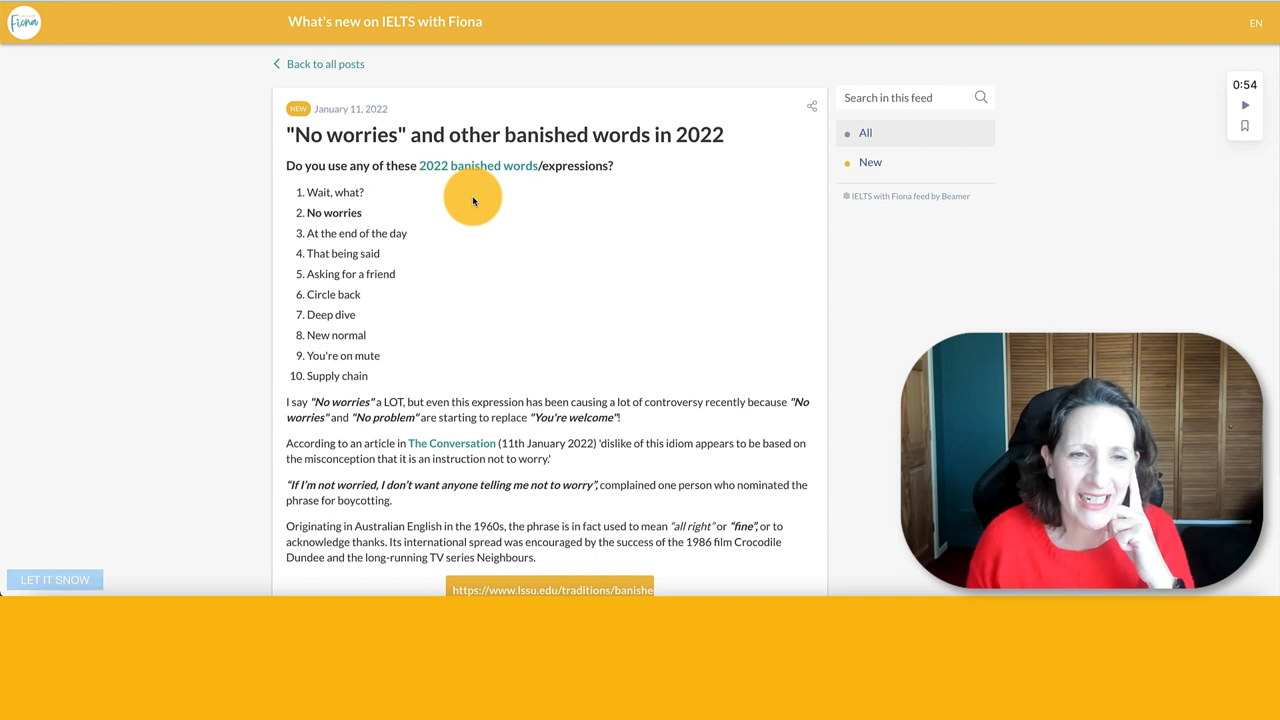 Fiona
What's new on IELTS with Fiona
EN
Back to all posts
NEW January 11, 2022
"No worries" and other banished words in 2022
Do you use any of these 2022 banished words/expressions?
1. Wait, what?
2. No worries
3. At the end of the day
4. That being said
5. Asking for a friend
6. Circle back
7. Deep dive
8. New normal
9. You're on mute
10. Supply chain
I say "No worries" a LOT, but even this expression has been causing a lot of controversy recently because "No
worries" and "No problem" are starting to replace "You're welcome"!
According to an article in The Conversation (11th January 2022) 'dislike of this idiom appears to be based on
the misconception that it is an instruction not to worry.'
"If I'm not worried, I don't want anyone telling me not to worry", complained one person who nominated the
phrase for boycotting.
Originating in Australian English in the 1960s, the phrase is in fact used to mean "all right" or "fine", or to
acknowledge thanks. Its international spread was encouraged by the success of the 1986 film Crocodile
Dundee and the long-running TV series Neighbours.
https://www.lssu.edu/traditions/banishe
Search in this feed
All
New
IELTS with Fiona feed by Beamer
0:54
LET IT SNOW